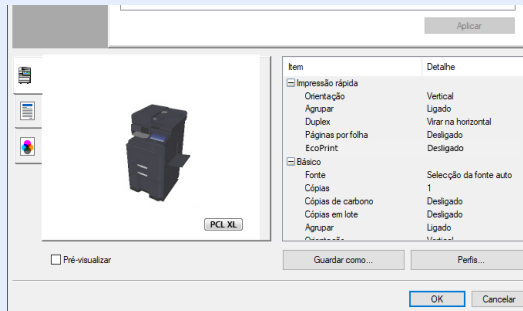 Aplicar
Item Detalhe
Impressão rápida
Orientação Vertical
Agrupar Ligado
Duplex Virar na horizontal
Páginas por folha Desligado
EcoPrint Desligado
Básico
Fonte Selecção da fonte auto
Cópias 1
Cópias de carbono Desligado
Cópias em lote Desligado
Agrupar Ligado
Orientação Vertical
PCL XL
Pré-visualizar
Guardar como... Perfis...
OK Cancelar